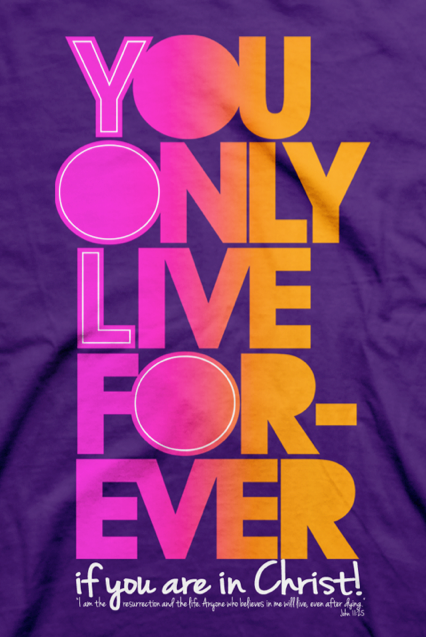 YOU
ONLY
LIVE
FOR-
EVER
if you are in Christ!
"I am the resurrection and the life. Anyone who believes in me will live, even after dying."
John 11:25